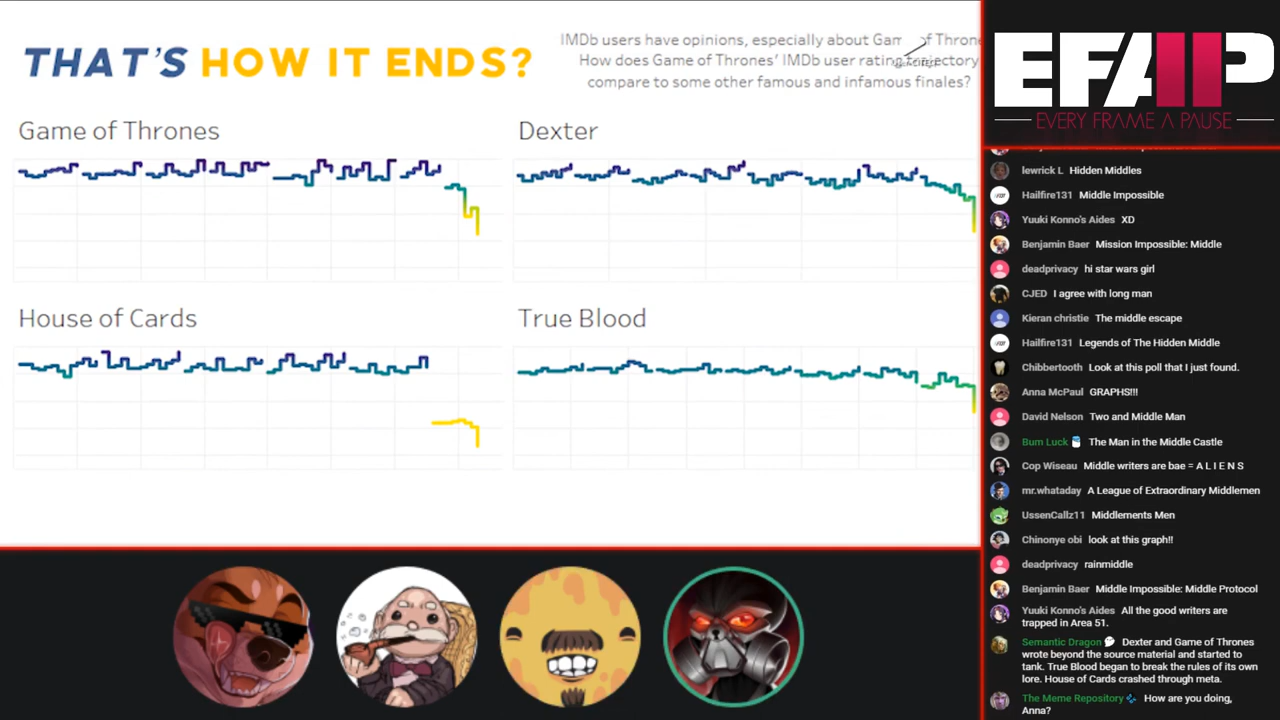 THAT'S HOW IT ENDS?
IMDb users have opinions, especially about Game of Throne
How does Game of Thrones' IMDb user rating trajectory
compare to some other famous and infamous finales?
Game of Thrones
Dexter
House of Cards
True Blood
EFAP
EVERY FRAME A PAUSE
lewrick L Hidden Middles
Hailfire131 Middle Impossible
Yuuki Konno's Aides XD
Benjamin Baer Mission Impossible: Middle
deadprivacy hi star wars girl
CJED I agree with long man
Kieran christie The middle escape
Hailfire131 Legends of The Hidden Middle
Chibbertooth Look at this poll that I just found.
Anna McPaul GRAPHS!!!
David Nelson Two and Middle Man
Bum Luck The Man in the Middle Castle
Cop Wiseau Middle writers are bae = A L I E N S
mr.whataday A League of Extraordinary Middlemen
UssenCallz11 Middlements Men
Chinonye obi look at this graph!!
deadprivacy rainmiddle
Benjamin Baer Middle Impossible: Middle Protocol
Yuuki Konno's Aides All the good writers are
trapped in Area 51.
Semantic Dragon Dexter and Game of Thrones
wrote beyond the source material and started to
tank. True Blood began to break the rules of its own
lore. House of Cards crashed through meta.
The Meme Repository How are you doing,
Anna?